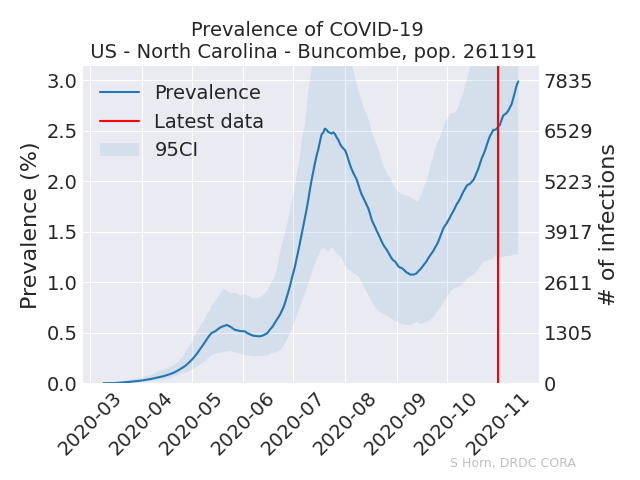 Prevalence of COVID-19
US - North Carolina - Buncombe, pop. 261191
Prevalence
Latest data
95CI
Prevalence (%)
3.0
2.5
2.0
1.5
1.0
0.5
0.0
7835
6529
5223
3917
2611
1305
0
# of infections
2020-03
2020-04
2020-05
2020-06
2020-07
2020-08
2020-09
2020-10
2020-11
S Horn, DRDC CORA